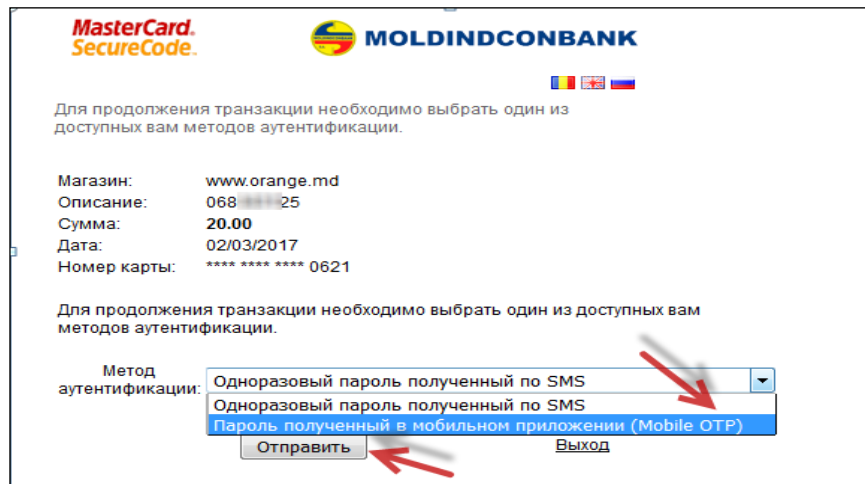 MasterCard.
SecureCode.
MOLDINDCONBANK
Для продолжения транзакции необходимо выбрать один из
доступных вам методов аутентификации.
Магазин: www.orange.md
Описание: 068 25
Сумма: 20.00
Дата: 02/03/2017
Номер карты: **** **** **** 0621
Для продолжения транзакции необходимо выбрать один из доступных вам
методов аутентификации.
Метод
аутентификации: Одноразовый пароль полученный по SMS
Одноразовый пароль полученный по SMS
Пароль полученный в мобильном приложении (Mobile OTP)
Отправить Выход